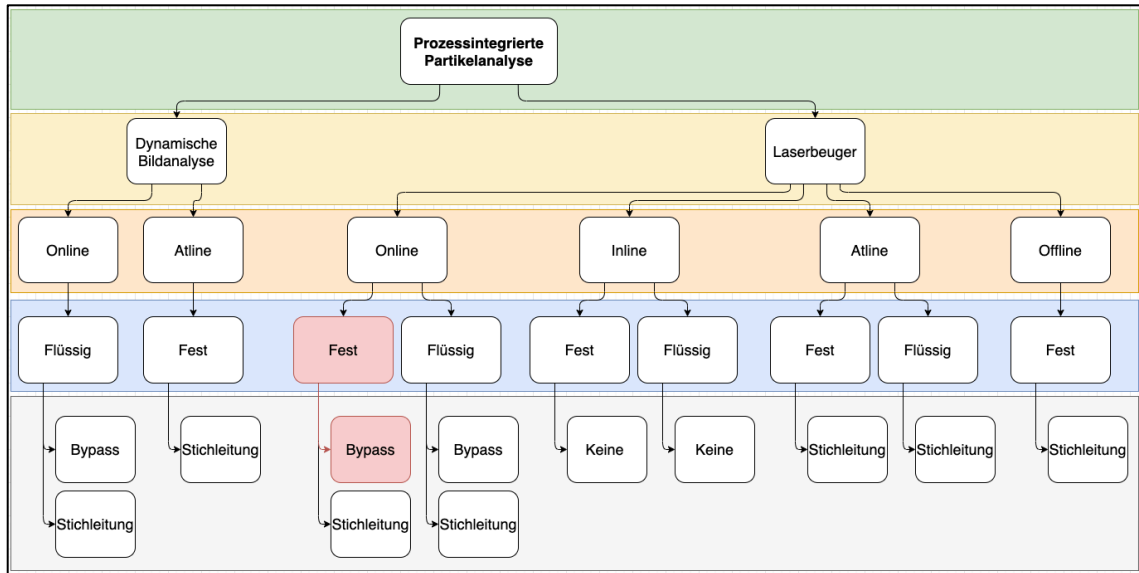 Prozessintegrierte
Partikelanalyse
Dynamische
Bildanalyse
Laserbeuger
Online
Atline
Online
Inline
Atline
Offline
Flüssig
Fest
Fest
Flüssig
Fest
Flüssig
Fest
Flüssig
Fest
Bypass
Stichleitung
Bypass
Bypass
Keine
Keine
Stichleitung
Stichleitung
Stichleitung
Stichleitung
Stichleitung
Stichleitung